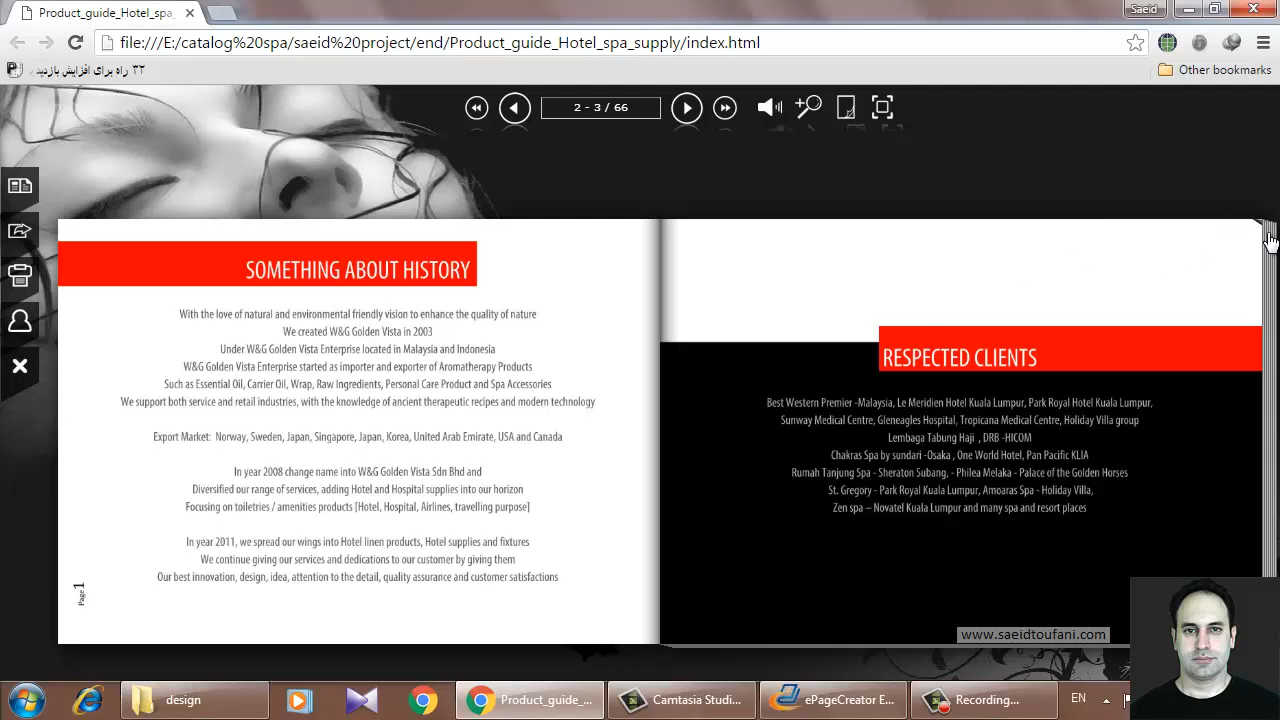 Product_guide_Hotel_spa_
Saeid
file:///E:/catalog%20spa/saeid%20project/end/Product_guide_Hotel_spa_supply/index.html
۳۲ راه برای افزایش بازدید
Other bookmarks
2 - 3 / 66
SOMETHING ABOUT HISTORY
With the love of natural and environmental friendly vision to enhance the quality of nature
We created W&G Golden Vista in 2003
Under W&G Golden Vista Enterprise located in Malaysia and Indonesia
W&G Golden Vista Enterprise started as importer and exporter of Aromatherapy Products
Such as Essential Oil, Carrier Oil, Wrap, Raw Ingredients, Personal Care Product and Spa Accessories
We support both service and retail industries, with the knowledge of ancient therapeutic recipes and modern technology
Export Market: Norway, Sweden, Japan, Singapore, Japan, Korea, United Arab Emirate, USA and Canada
In year 2008 change name into W&G Golden Vista Sdn Bhd and
Diversified our range of services, adding Hotel and Hospital supplies into our horizon
Focusing on toiletries / amenities products [Hotel, Hospital, Airlines, travelling purpose]
In year 2011, we spread our wings into Hotel linen products, Hotel supplies and fixtures
We continue giving our services and dedications to our customer by giving them
Our best innovation, design, idea, attention to the detail, quality assurance and customer satisfactions
Page 1
RESPECTED CLIENTS
Best Western Premier -Malaysia, Le Meridien Hotel Kuala Lumpur, Park Royal Hotel Kuala Lumpur,
Sunway Medical Centre, Gleneagles Hospital, Tropicana Medical Centre, Holiday Villa group
Lembaga Tabung Haji , DRB -HICOM
Chakras Spa by sundari -Osaka , One World Hotel, Pan Pacific KLIA
Rumah Tanjung Spa - Sheraton Subang, - Philea Melaka - Palace of the Golden Horses
St. Gregory - Park Royal Kuala Lumpur, Amoaras Spa - Holiday Villa,
Zen spa – Novatel Kuala Lumpur and many spa and resort places
www.saeidtoufani.com
design
Product_guide_...
Camtasia Studi...
ePageCreator E...
Recording...
EN